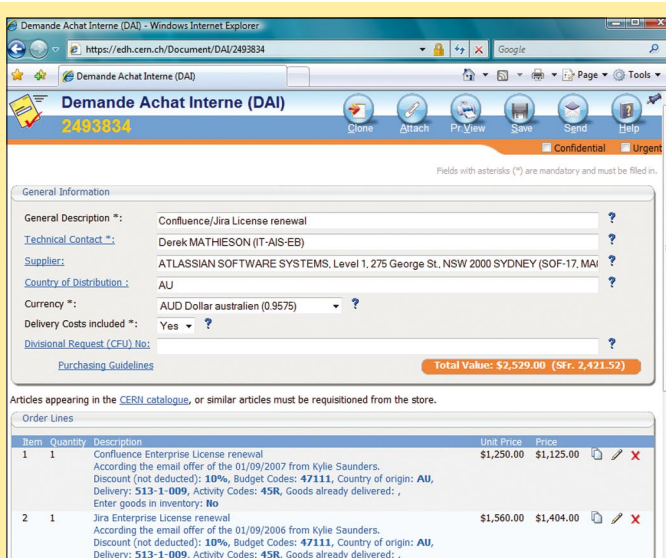 Demande Achat Interne (DAI) - Windows Internet Explorer
https://edh.cern.ch/Document/DAI/2493834
Google
Demande Achat Interne (DAI)
Page
Tools
Demande Achat Interne (DAI)
2493834
Clone
Attach
Pr.View
Save
Send
Help
Confidential
Urgent
Fields with asterisks (*) are mandatory and must be filled in.
General Information
General Description *: Confluence/Jira License renewal ?
Technical Contact *: Derek MATHIESON (IT-AIS-EB) ?
Supplier: ATLASSIAN SOFTWARE SYSTEMS, Level 1, 275 George St., NSW 2000 SYDNEY (SOF-17, MAI ?
Country of Distribution : AU ?
Currency *: AUD Dollar australien (0.9575) ?
Delivery Costs included *: Yes ?
Divisional Request (CFU) No: ?
Purchasing Guidelines Total Value: $2,529.00 (SFr. 2,421.52)
Articles appearing in the CERN catalogue, or similar articles must be requisitioned from the store.
Order Lines
Item Quantity Description Unit Price Price
1 1 Confluence Enterprise License renewal $1,250.00 $1,125.00
According the email offer of the 01/09/2007 from Kylie Saunders.
Discount (not deducted): 10%, Budget Codes: 47111, Country of origin: AU,
Delivery: 513-1-009, Activity Codes: 45R, Goods already delivered: ,
Enter goods in inventory: No
2 1 Jira Enterprise License renewal $1,560.00 $1,404.00
According the email offer of the 01/09/2006 from Kylie Saunders.
Discount (not deducted): 10%, Budget Codes: 47111, Country of origin: AU,
Delivery: 513-1-009, Activity Codes: 45R, Goods already delivered: ,